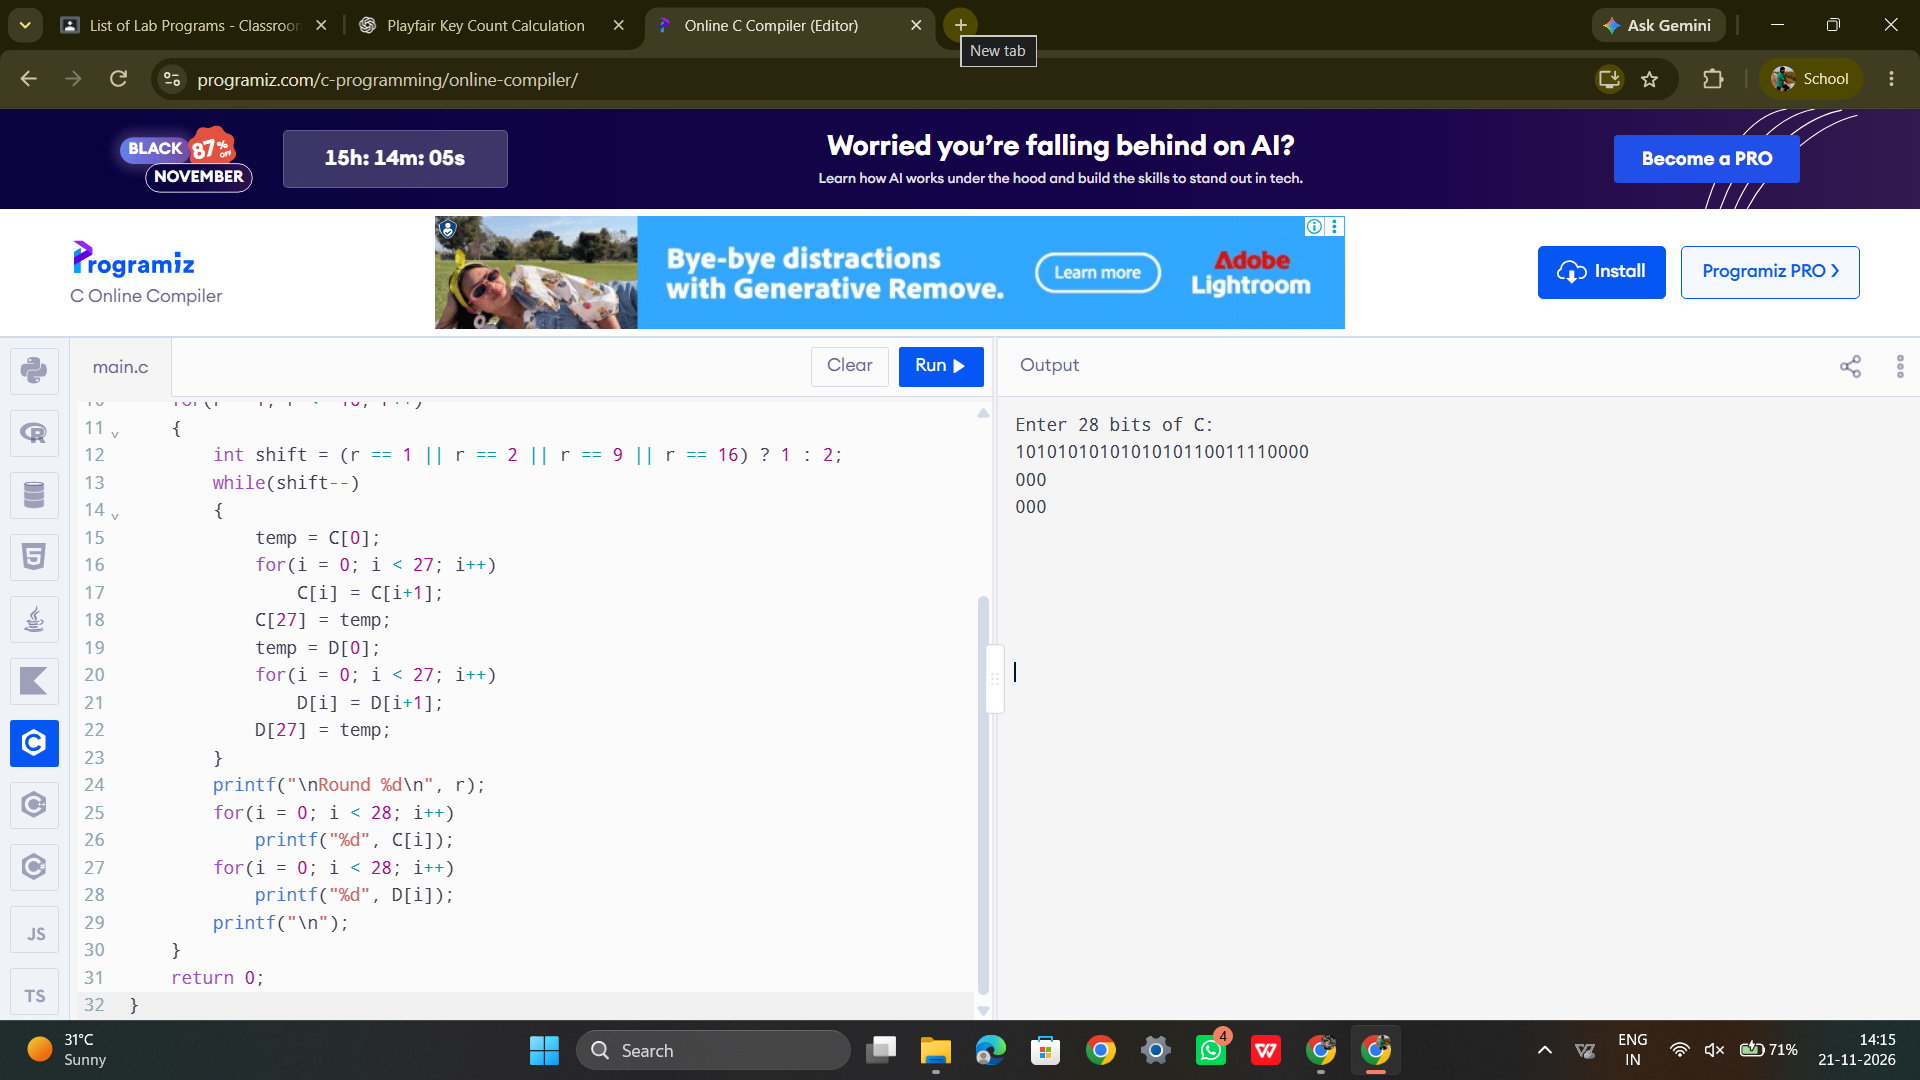 List of Lab Programs - Classroo
Playfair Key Count Calculation
Online C Compiler (Editor)
Ask Gemini
New tab
programiz.com/c-programming/online-compiler/
School
BLACK 87% OFF
NOVEMBER
15h: 14m: 05s
Worried you’re falling behind on AI?
Learn how AI works under the hood and build the skills to stand out in tech.
Become a PRO
Programiz
C Online Compiler
Bye-bye distractions
with Generative Remove.
Learn more
Adobe
Lightroom
Install
Programiz PRO
main.c
Clear
Run
Output
11 {
12 int shift = (r == 1 || r == 2 || r == 9 || r == 16) ? 1 : 2;
13 while(shift--)
14 {
15 temp = C[0];
16 for(i = 0; i < 27; i++)
17 C[i] = C[i+1];
18 C[27] = temp;
19 temp = D[0];
20 for(i = 0; i < 27; i++)
21 D[i] = D[i+1];
22 D[27] = temp;
23 }
24 printf("\nRound %d\n", r);
25 for(i = 0; i < 28; i++)
26 printf("%d", C[i]);
27 for(i = 0; i < 28; i++)
28 printf("%d", D[i]);
29 printf("\n");
30 }
31 return 0;
32 }
Enter 28 bits of C:
1010101010101010110011110000
000
000
JS
TS
31°C
Sunny
Search
4
ENG
IN
71%
14:15
21-11-2026